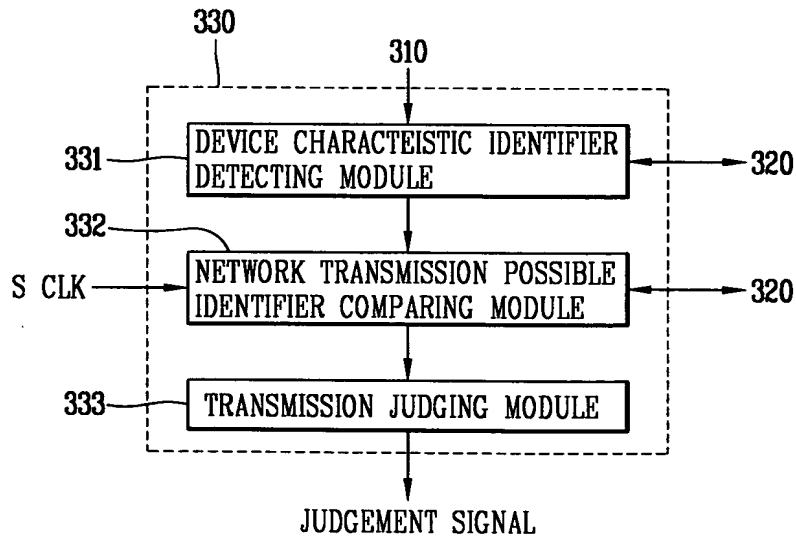 330
310
331
DEVICE CHARACTEISTIC IDENTIFIER
DETECTING MODULE
320
332
S CLK
NETWORK TRANSMISSION POSSIBLE
IDENTIFIER COMPARING MODULE
320
333
TRANSMISSION JUDGING MODULE
JUDGEMENT SIGNAL